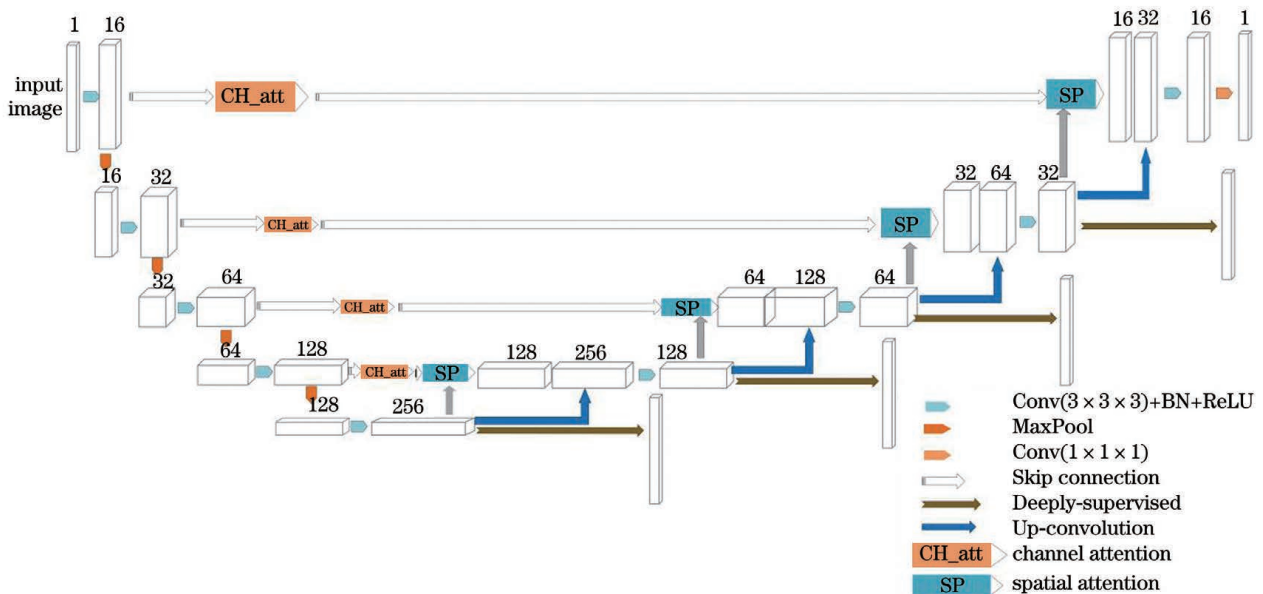 1 16 16 32 16 1
input
image
CH_att SP
16 32 32 64 32
CH_att SP
32 64 64 128 64
CH_att SP
64 128 128 256 128
CH_att SP
128 256
Conv(3 × 3 × 3)+BN+ReLU
MaxPool
Conv(1 × 1 × 1)
Skip connection
Deeply-supervised
Up-convolution
CH_att channel attention
SP spatial attention